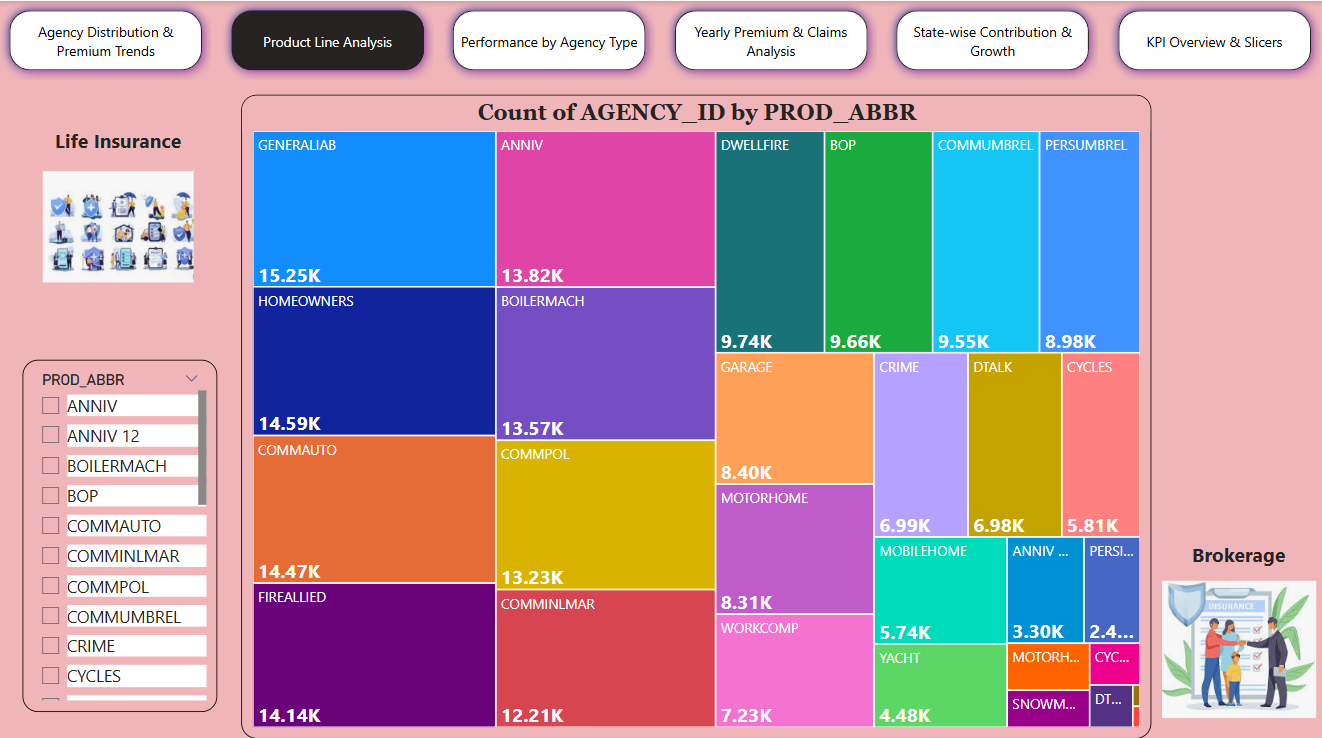 Agency Distribution &
Premium Trends
Product Line Analysis
Performance by Agency Type
Yearly Premium & Claims
Analysis
State-wise Contribution &
Growth
KPI Overview & Slicers
Life Insurance
PROD_ABBR
ANNIV
ANNIV 12
BOILERMACH
BOP
COMMAUTO
COMMINLMAR
COMMPOL
COMMUMBREL
CRIME
CYCLES
Count of AGENCY_ID by PROD_ABBR
GENERALIAB
15.25K
HOMEOWNERS
14.59K
COMMAUTO
14.47K
FIREALLIED
14.14K
ANNIV
13.82K
BOILERMACH
13.57K
COMMPOL
13.23K
COMMINLMAR
12.21K
DWELLFIRE
9.74K
BOP
9.66K
COMMUMBREL
9.55K
PERSUMBREL
8.98K
GARAGE
8.40K
MOTORHOME
8.31K
WORKCOMP
7.23K
CRIME
6.99K
DTALK
6.98K
CYCLES
5.81K
MOBILEHOME
5.74K
ANNIV ...
3.30K
PERSI...
2.4...
YACHT
4.48K
MOTORH...
CYC...
SNOWM...
DT...
Brokerage
INSURANCE